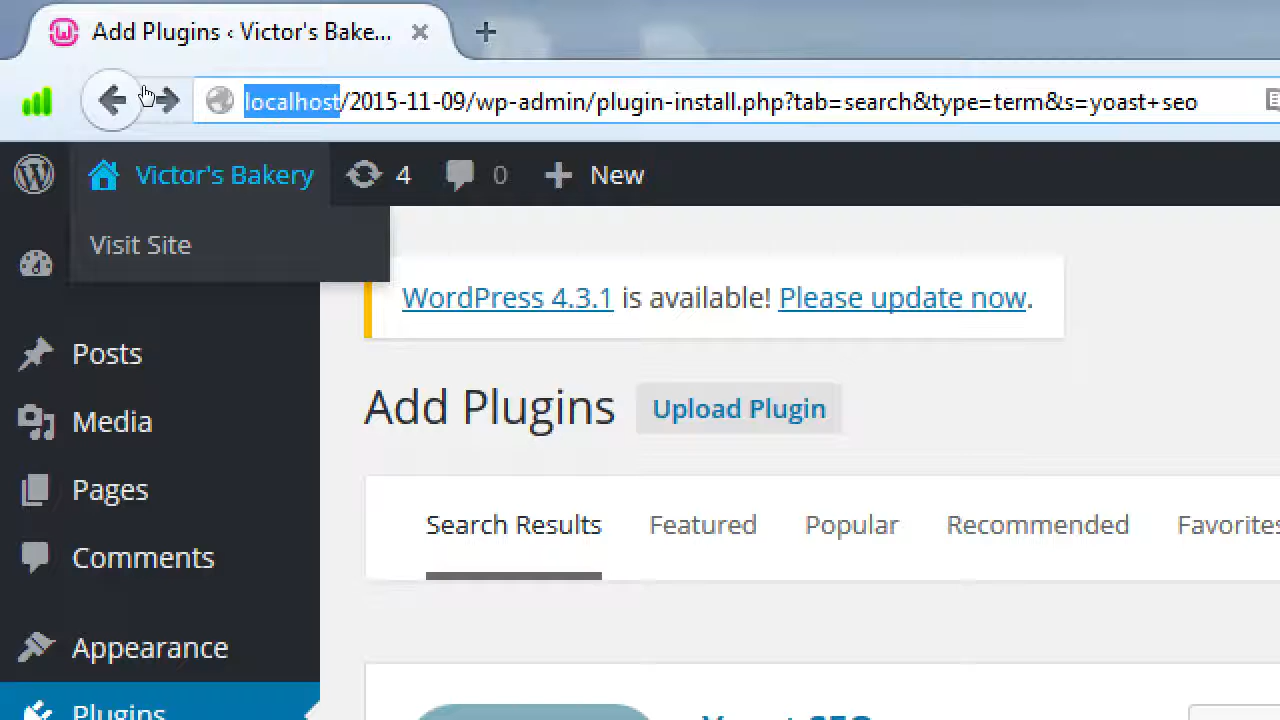 Add Plugins ‹ Victor's Bake...
localhost/2015-11-09/wp-admin/plugin-install.php?tab=search&type=term&s=yoast+seo
Victor's Bakery 4 0 New
Visit Site
WordPress 4.3.1 is available! Please update now.
Posts
Add Plugins Upload Plugin
Media
Pages
Search Results Featured Popular Recommended Favorites
Comments
Appearance
Plugins
Yoast SEO